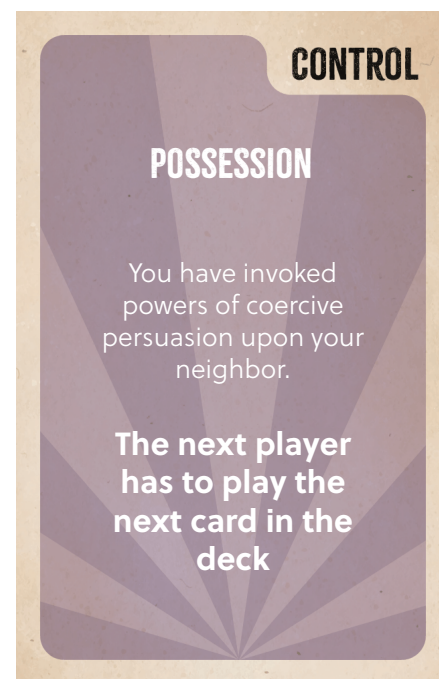 CONTROL
POSSESSION
You have invoked
powers of coercive
persuasion upon your
neighbor.
The next player
has to play the
next card in the
deck